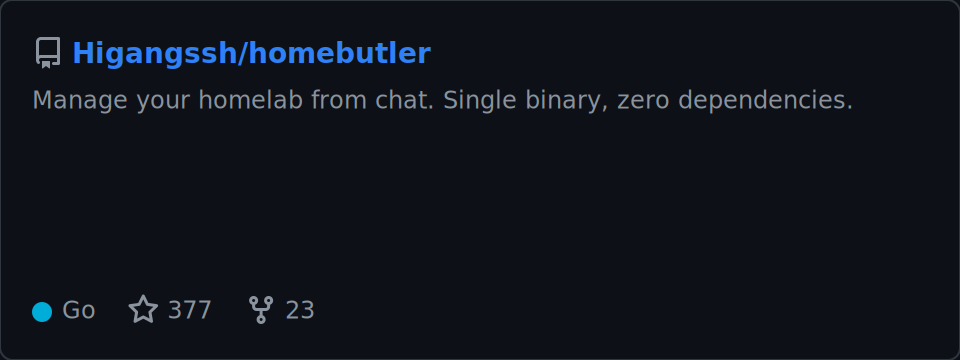 Higangssh/homebutler
Manage your homelab from chat. Single binary, zero dependencies.
Go 377 23